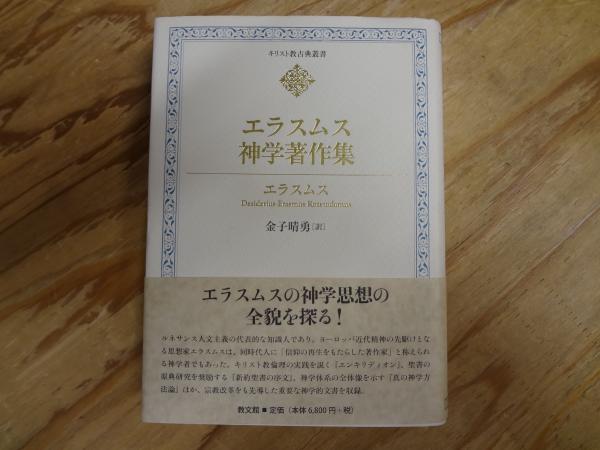 キリスト教古典叢書
エラスムス
神学著作集
エラスムス
Desiderius Erasmus Roterodamus
金子晴勇[訳]
エラスムスの神学思想の
全貌を探る！
ルネサンス人文主義の代表的な知識人であり、ヨーロッパ近代精神の先駆けとな
る思想家エラスムスは、同時代人に「信仰の再生をもたらした著作家」と称えられ
る神学者でもあった。キリスト教倫理の実践を説く『エンキリディオン』、聖書の
原典研究を奨励する『新約聖書の序文』、神学体系の全体像を示す『真の神学方
法論』ほか、宗教改革をも先導した重要な神学的文書を収録。
教文館 ■ 定価（本体6,800円+税）